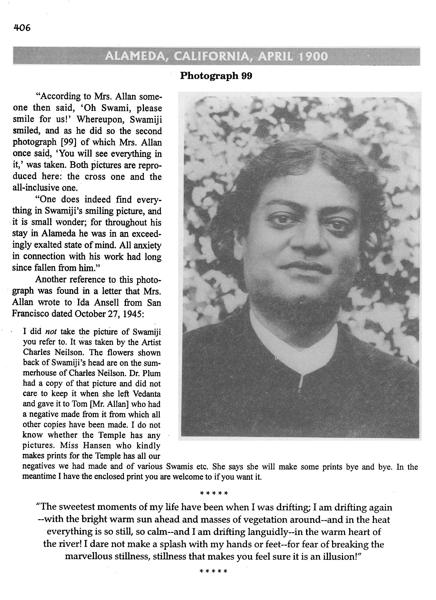 406
ALAMEDA, CALIFORNIA, APRIL 1900
Photograph 99
"According to Mrs. Allan some-
one then said, 'Oh Swami, please
smile for us!' Whereupon, Swamiji
smiled, and as he did so the second
photograph [99] of which Mrs. Allan
once said, 'You will see everything in
it,' was taken. Both pictures are repro-
duced here: the cross one and the
all-inclusive one.
"One does indeed find every-
thing in Swamiji's smiling picture, and
it is small wonder; for throughout his
stay in Alameda he was in an exceed-
ingly exalted state of mind. All anxiety
in connection with his work had long
since fallen from him."
Another reference to this photo-
graph was found in a letter that Mrs.
Allan wrote to Ida Ansell from San
Francisco dated October 27, 1945:
I did not take the picture of Swamiji
you refer to. It was taken by the Artist
Charles Neilson. The flowers shown
back of Swamiji's head are on the sum-
merhouse of Charles Neilson. Dr. Plum
had a copy of that picture and did not
care to keep it when she left Vedanta
and gave it to Tom [Mr. Allan] who had
a negative made from it from which all
other copies have been made. I do not
know whether the Temple has any
pictures. Miss Hansen who kindly
makes prints for the Temple has all our
negatives we had made and of various Swamis etc. She says she will make some prints bye and bye. In the
meantime I have the enclosed print you are welcome to if you want it.
* * * * *
"The sweetest moments of my life have been when I was drifting; I am drifting again
--with the bright warm sun ahead and masses of vegetation around--and in the heat
everything is so still, so calm--and I am drifting languidly--in the warm heart of
the river! I dare not make a splash with my hands or feet--for fear of breaking the
marvellous stillness, stillness that makes you feel sure it is an illusion!"
* * * * *